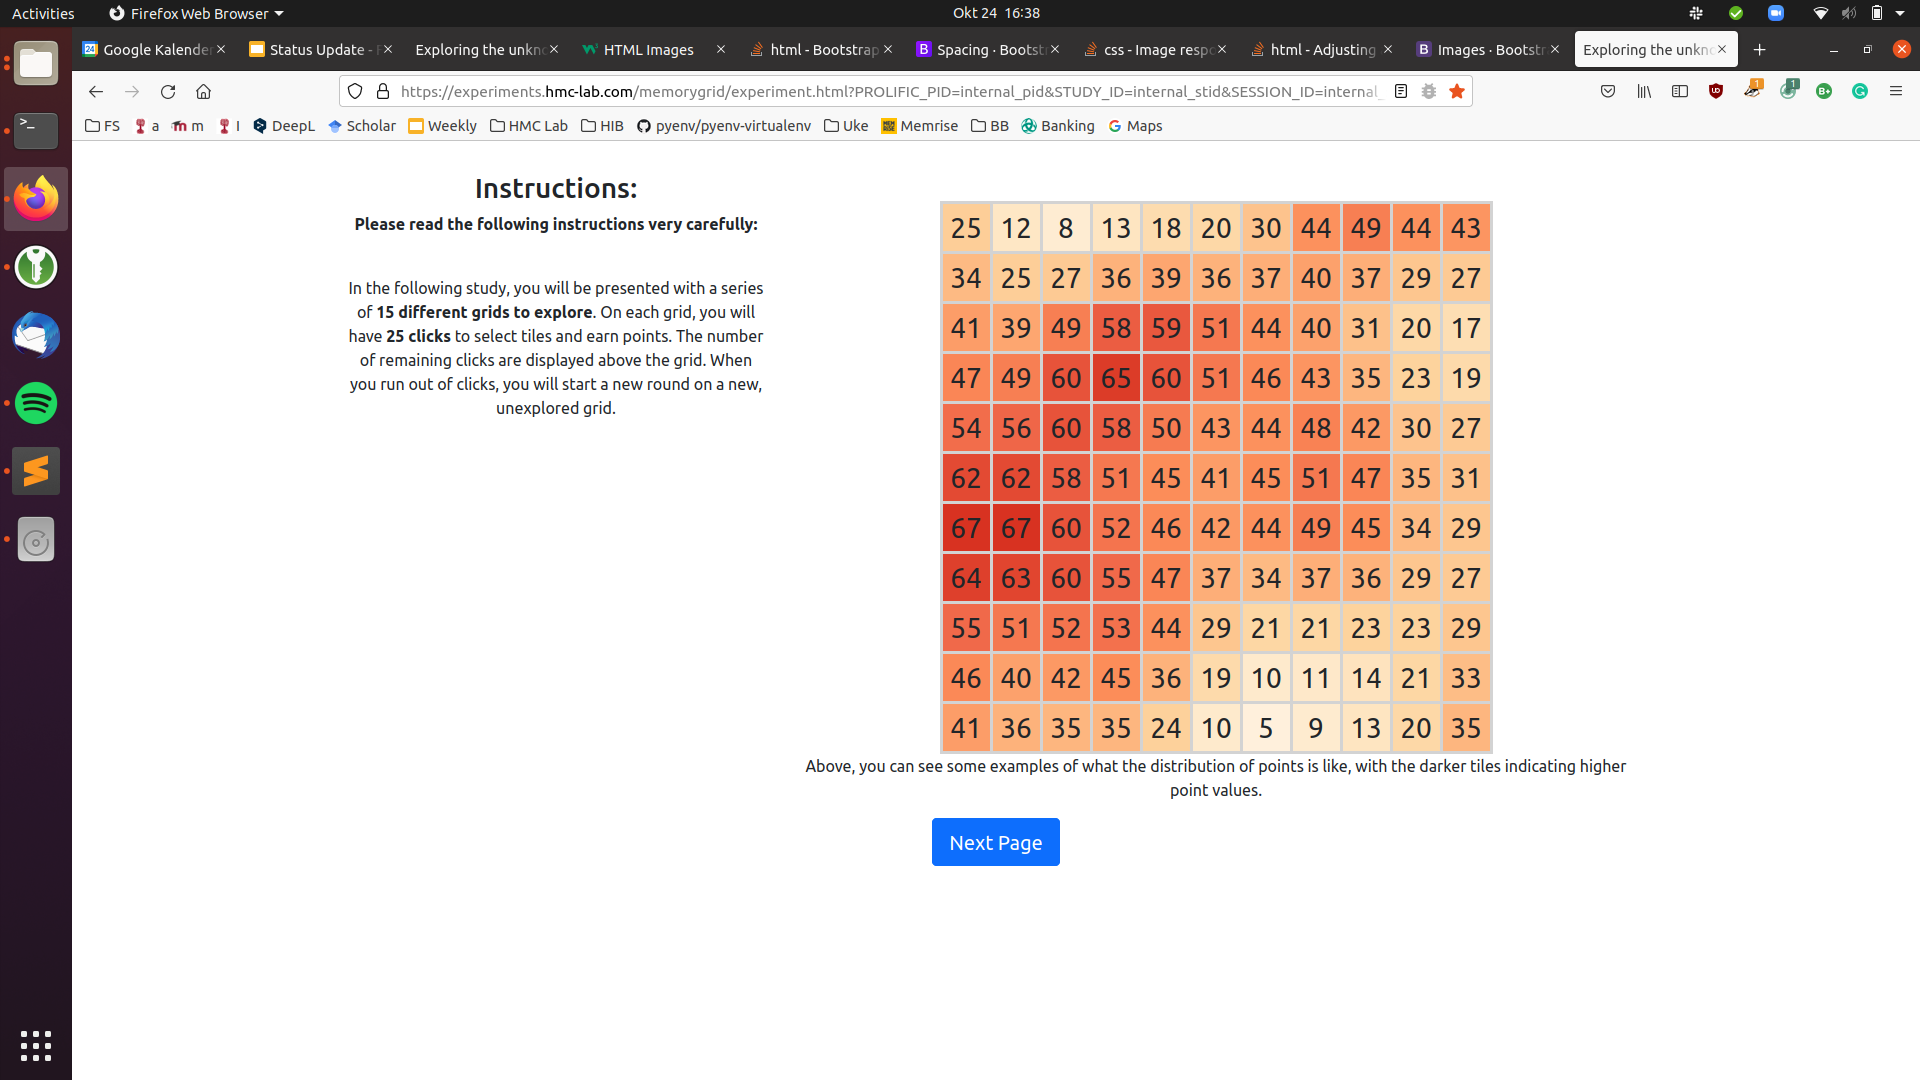 Activities
Firefox Web Browser
Okt 24 16:38
Google Kalender
Status Update -
Exploring the unkn
HTML Images
html - Bootstrap
Spacing · Bootst
css - Image respo
html - Adjusting
Images · Bootstr
Exploring the unkn
https://experiments.hmc-lab.com/memorygrid/experiment.html?PROLIFIC_PID=internal_pid&STUDY_ID=internal_stid&SESSION_ID=internal_
FS a m I DeepL Scholar Weekly HMC Lab HIB pyenv/pyenv-virtualenv Uke Memrise BB Banking Maps
Instructions:
Please read the following instructions very carefully:
In the following study, you will be presented with a series
of 15 different grids to explore. On each grid, you will
have 25 clicks to select tiles and earn points. The number
of remaining clicks are displayed above the grid. When
you run out of clicks, you will start a new round on a new,
unexplored grid.
25 12 8 13 18 20 30 44 49 44 43
34 25 27 36 39 36 37 40 37 29 27
41 39 49 58 59 51 44 40 31 20 17
47 49 60 65 60 51 46 43 35 23 19
54 56 60 58 50 43 44 48 42 30 27
62 62 58 51 45 41 45 51 47 35 31
67 67 60 52 46 42 44 49 45 34 29
64 63 60 55 47 37 34 37 36 29 27
55 51 52 53 44 29 21 21 23 23 29
46 40 42 45 36 19 10 11 14 21 33
41 36 35 35 24 10 5 9 13 20 35
Above, you can see some examples of what the distribution of points is like, with the darker tiles indicating higher
point values.
Next Page